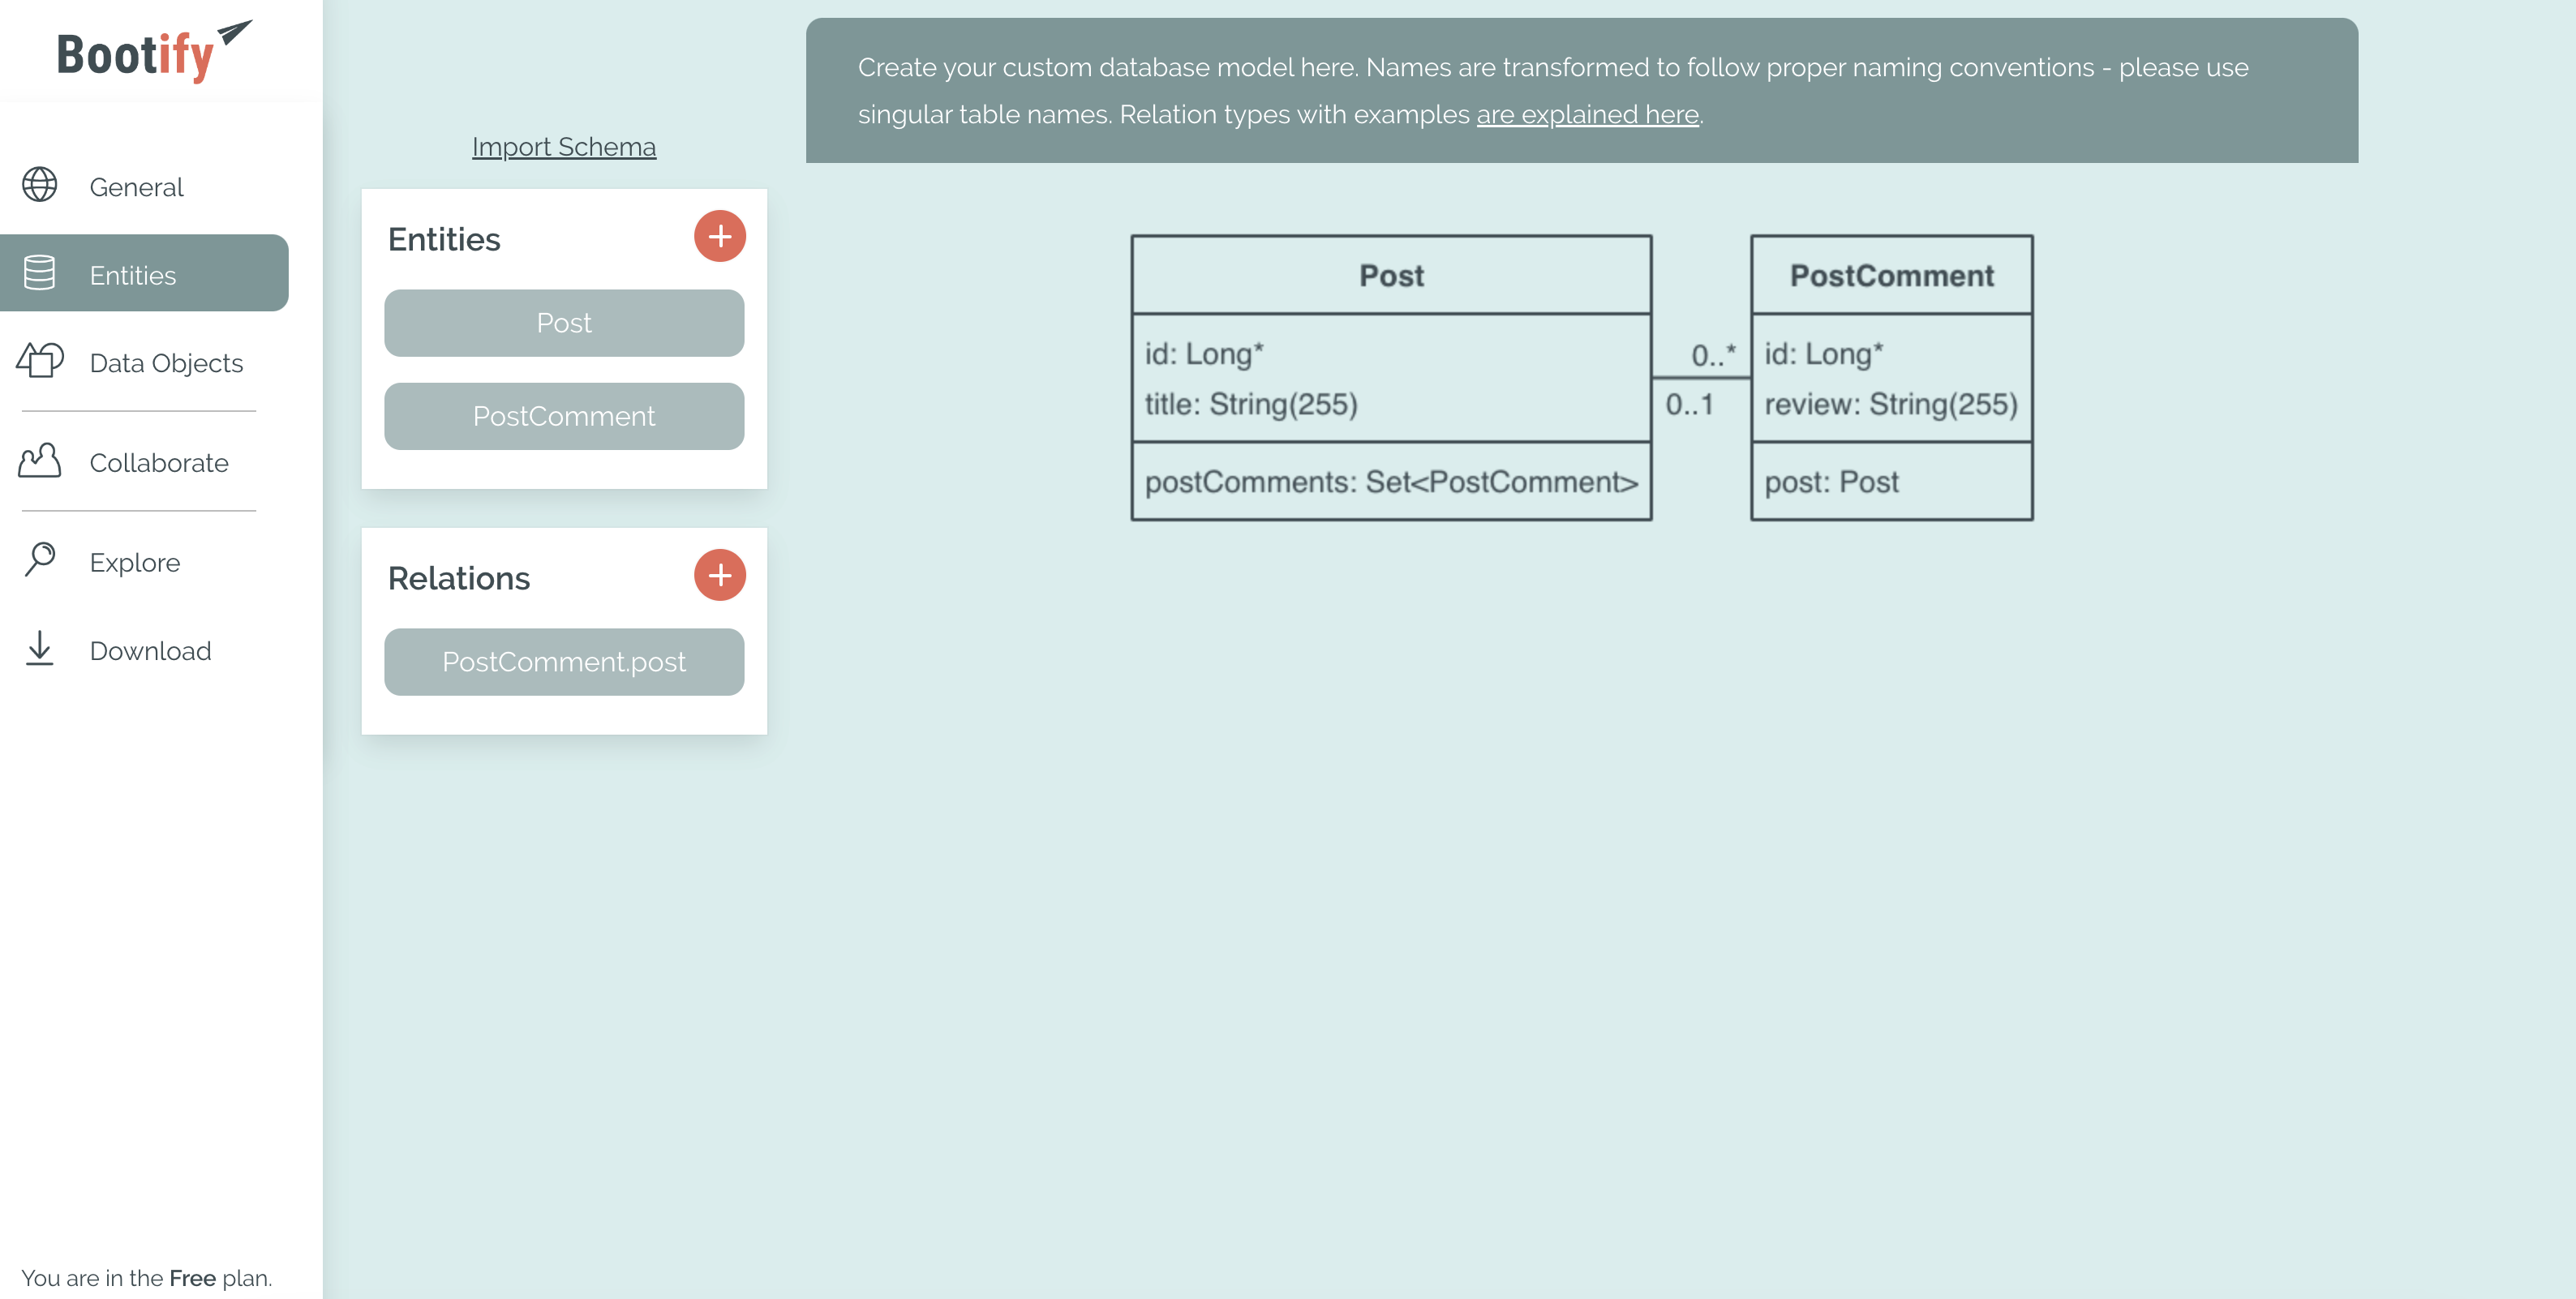 Bootify
General
Entities
Data Objects
Collaborate
Explore
Download
You are in the Free plan.
Import Schema
Entities
Post
PostComment
Relations
PostComment.post
Create your custom database model here. Names are transformed to follow proper naming conventions - please use
singular table names. Relation types with examples are explained here.
Post
id: Long*
title: String(255)
postComments: Set<PostComment>
0..*
0..1
PostComment
id: Long*
review: String(255)
post: Post